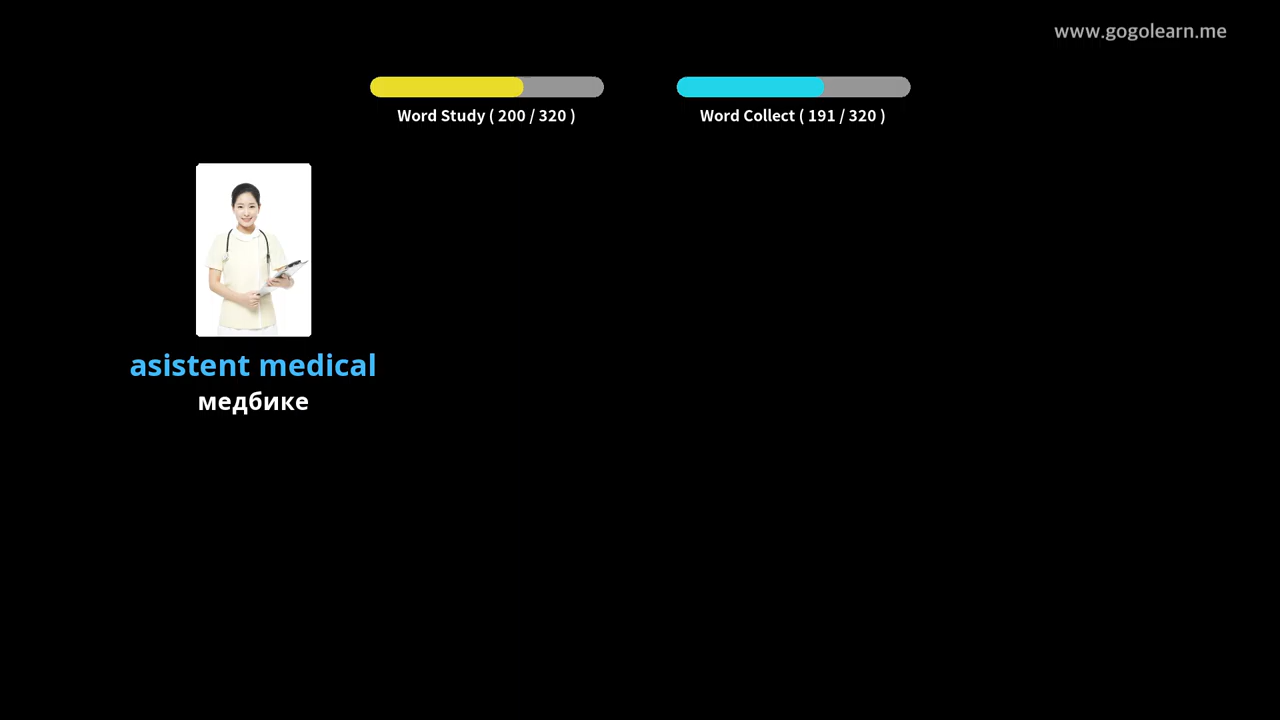 www.gogolearn.me
Word Study ( 200 / 320 )
Word Collect ( 191 / 320 )
asistent medical
медбике